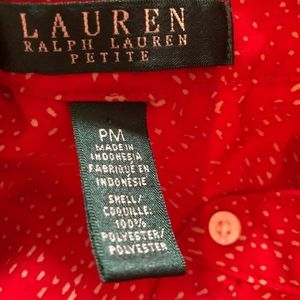 LAUREN
RALPH LAUREN
PETITE
PM
MADE IN
INDONESIA
FABRIQUÉ EN
INDONÉSIE
SHELL/
COQUILLE:
100%
POLYESTER/
POLYESTER